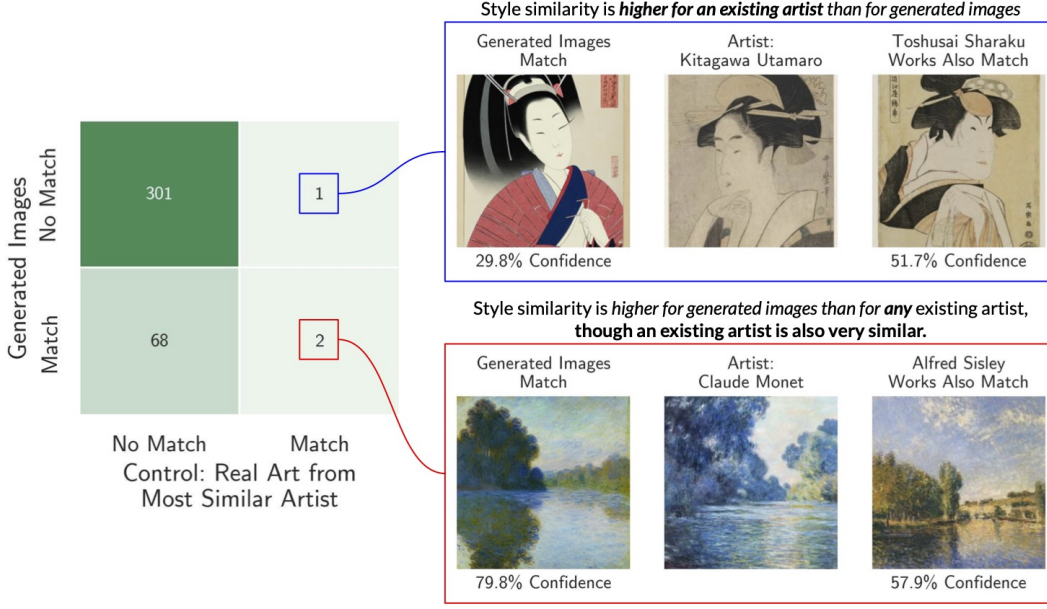 Style similarity is higher for an existing artist than for generated images
Generated Images
Match
Artist:
Kitagawa Utamaro
Toshusai Sharaku
Works Also Match
29.8% Confidence
51.7% Confidence
Generated Images
No Match
Match
301
1
68
2
No Match
Match
Control: Real Art from
Most Similar Artist
Style similarity is higher for generated images than for any existing artist,
though an existing artist is also very similar.
Generated Images
Match
Artist:
Claude Monet
Alfred Sisley
Works Also Match
79.8% Confidence
57.9% Confidence